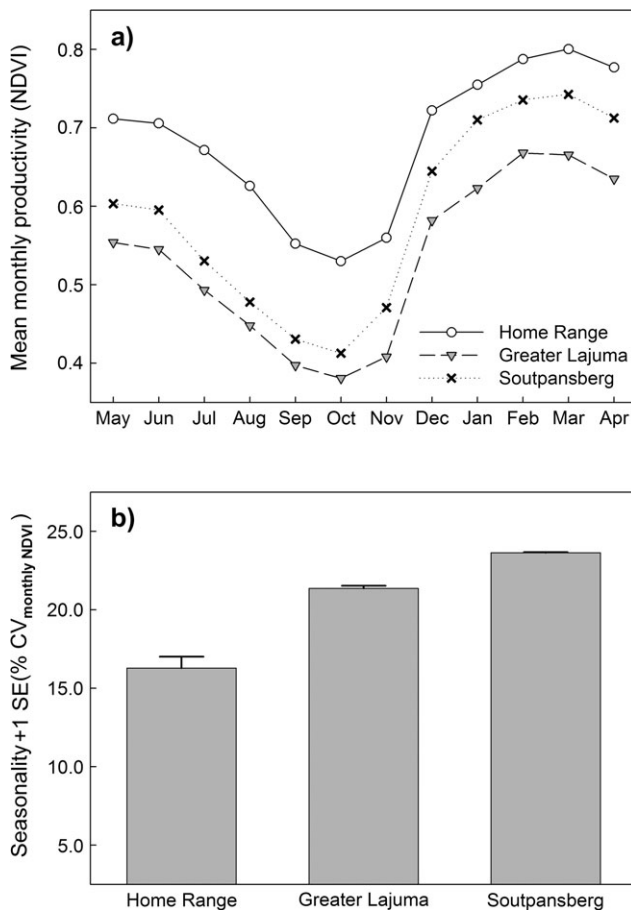 a)
Mean monthly productivity (NDVI)
0.8
0.7
0.6
0.5
0.4
Home Range
Greater Lajuma
Soutpansberg
May Jun Jul Aug Sep Oct Nov Dec Jan Feb Mar Apr
b)
Seasonality +1 SE(% CVmonthly NDVI)
25.0
20.0
15.0
10.0
5.0
Home Range Greater Lajuma Soutpansberg